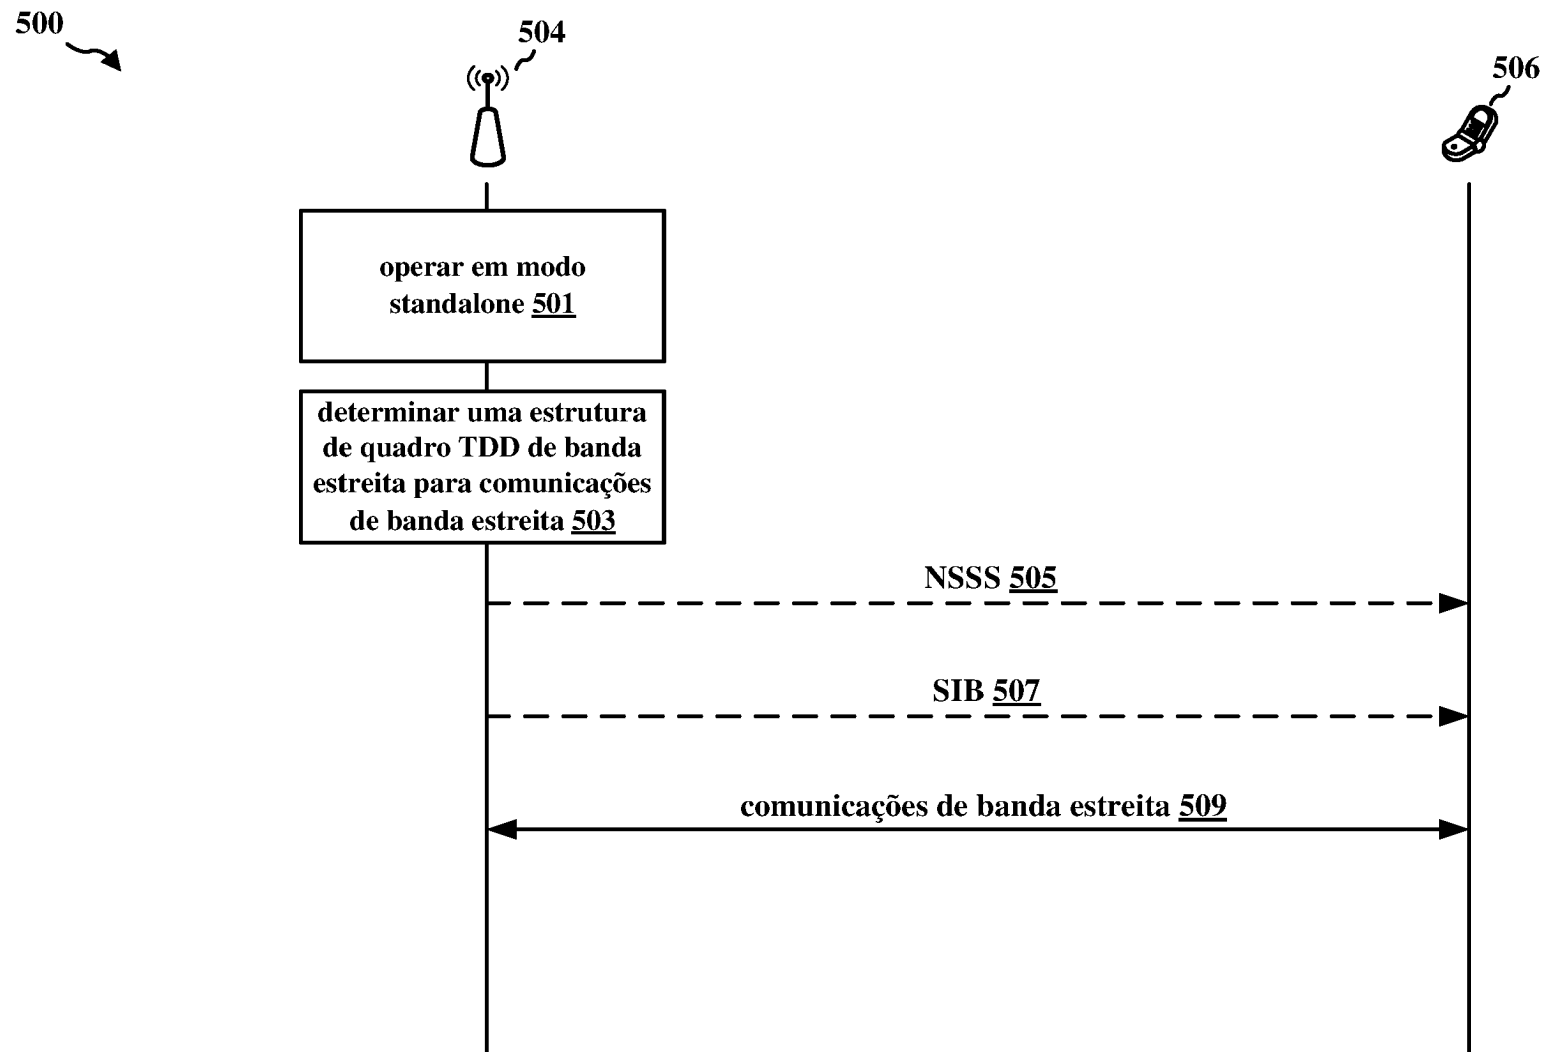 500
504
506
operar em modo
standalone 501
determinar uma estrutura
de quadro TDD de banda
estreita para comunicações
de banda estreita 503
NSSS 505
SIB 507
comunicações de banda estreita 509